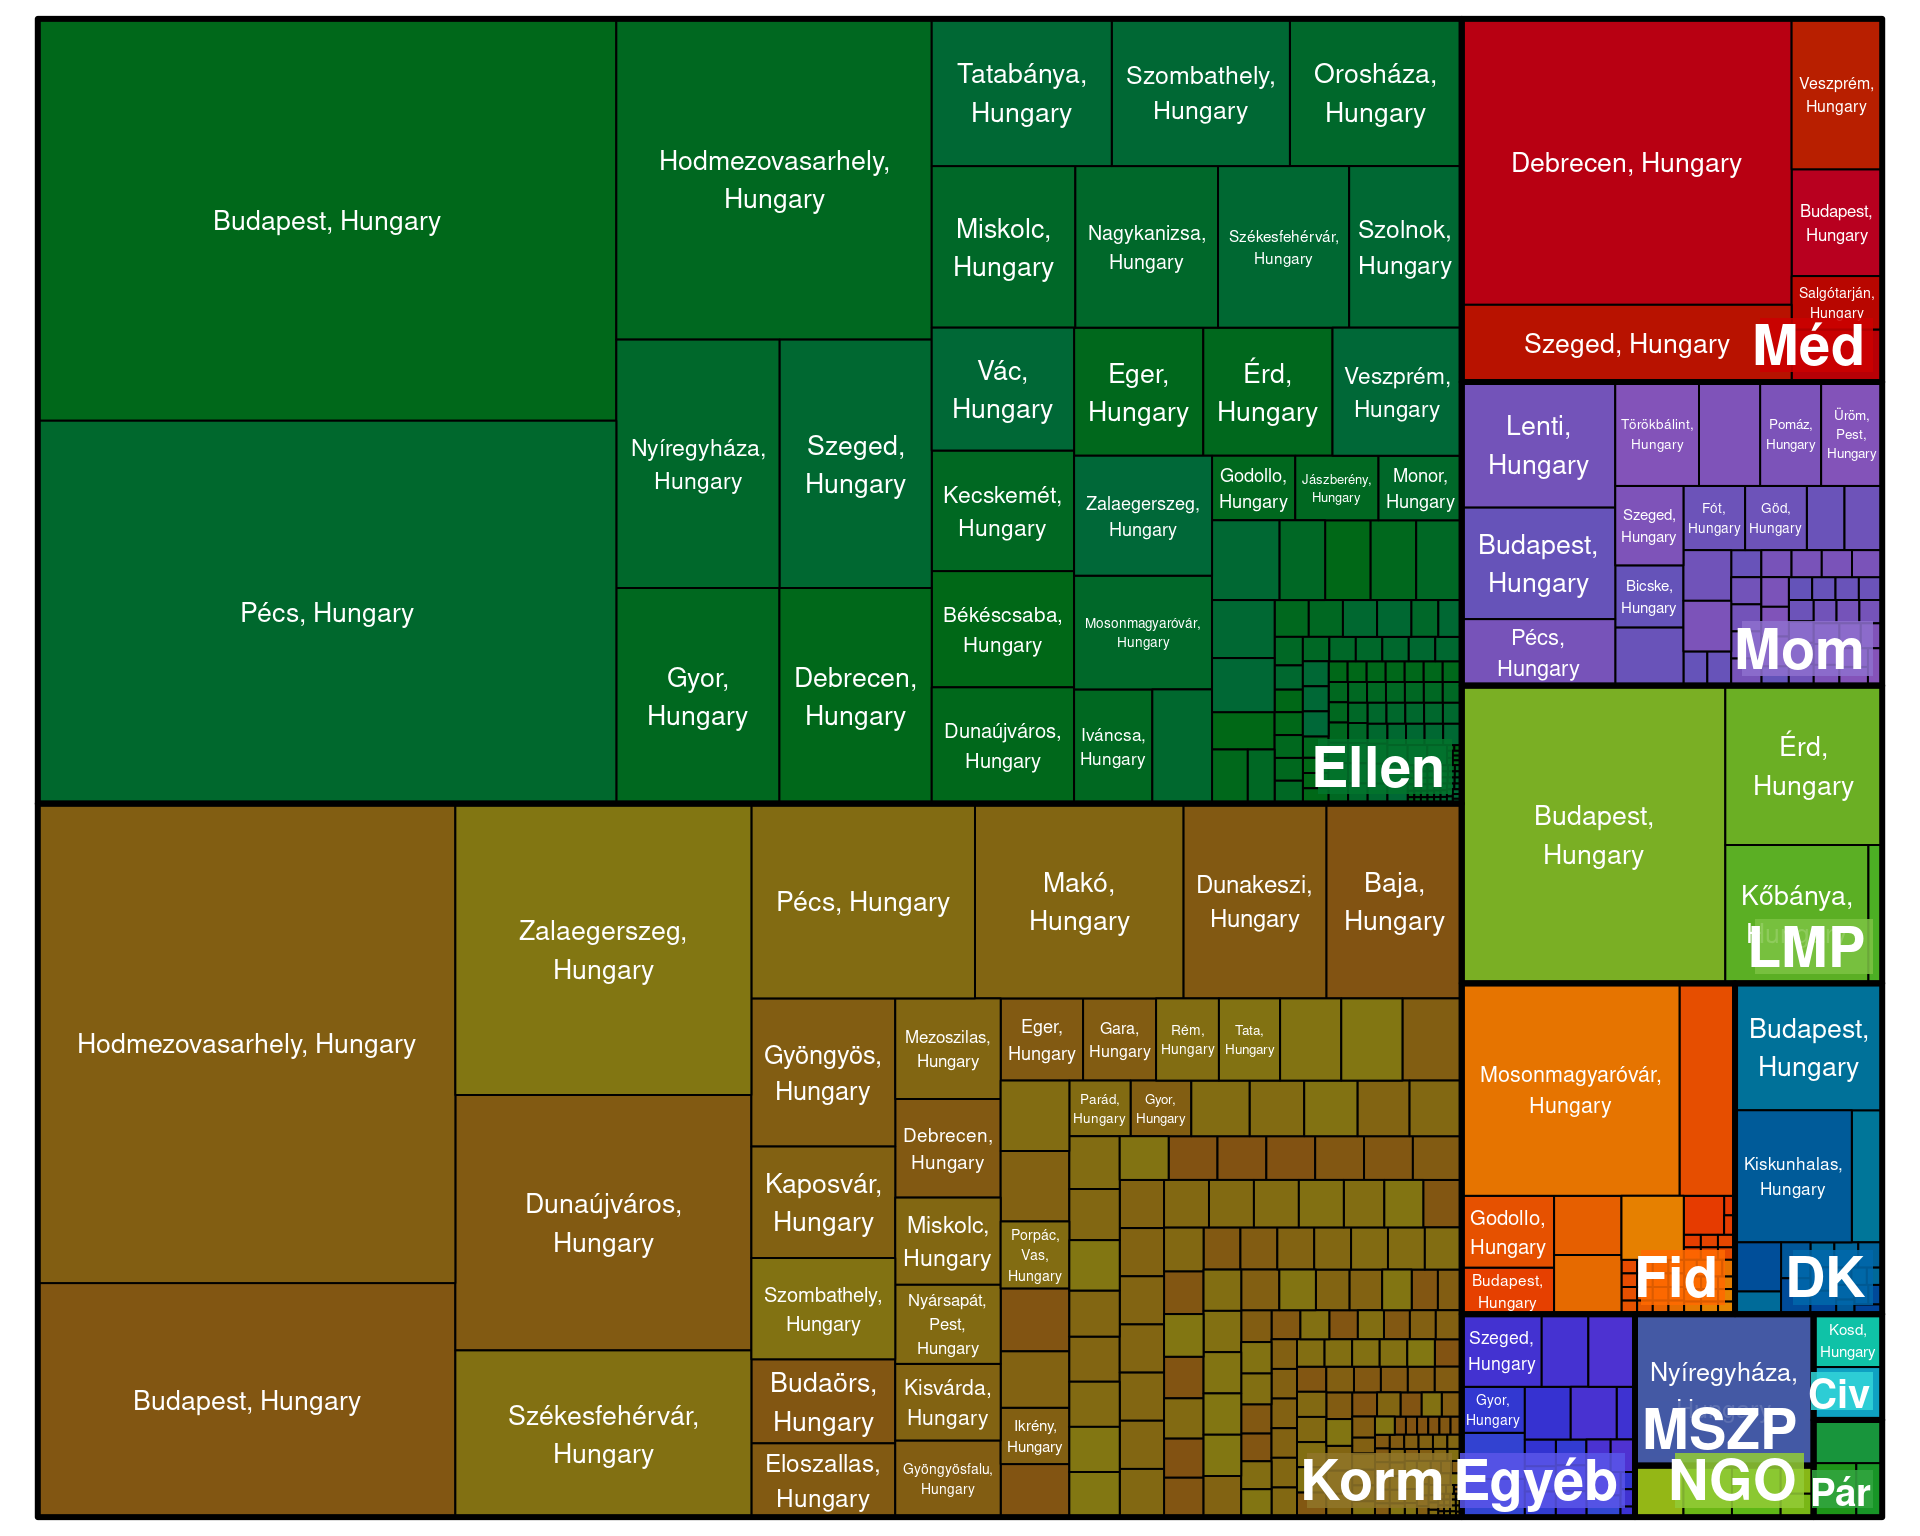 Budapest, Hungary
Pécs, Hungary
Hodmezovasarhely,
Hungary
Nyíregyháza,
Hungary
Szeged,
Hungary
Gyor,
Hungary
Debrecen,
Hungary
Tatabánya,
Hungary
Szombathely,
Hungary
Orosháza,
Hungary
Miskolc,
Hungary
Nagykanizsa,
Hungary
Székesfehérvár,
Hungary
Szolnok,
Hungary
Vác,
Hungary
Eger,
Hungary
Érd,
Hungary
Veszprém,
Hungary
Kecskemét,
Hungary
Zalaegerszeg,
Hungary
Godollo,
Hungary
Jászberény,
Hungary
Monor,
Hungary
Békéscsaba,
Hungary
Mosonmagyaróvár,
Hungary
Dunaújváros,
Hungary
Iváncsa,
Hungary
Ellen
Hodmezovasarhely, Hungary
Budapest, Hungary
Zalaegerszeg,
Hungary
Dunaújváros,
Hungary
Székesfehérvár,
Hungary
Pécs, Hungary
Makó,
Hungary
Dunakeszi,
Hungary
Baja,
Hungary
Gyöngyös,
Hungary
Kaposvár,
Hungary
Szombathely,
Hungary
Budaörs,
Hungary
Eloszallas,
Hungary
Mezoszilas,
Hungary
Debrecen,
Hungary
Miskolc,
Hungary
Nyársapát,
Pest,
Hungary
Kisvárda,
Hungary
Gyöngyösfalu,
Hungary
Eger,
Hungary
Gara,
Hungary
Rém,
Hungary
Tata,
Hungary
Parád,
Hungary
Gyor,
Hungary
Porpác,
Vas,
Hungary
Ikrény,
Hungary
Korm
Debrecen, Hungary
Szeged, Hungary
Veszprém,
Hungary
Budapest,
Hungary
Salgótarján,
Hungary
Méd
Lenti,
Hungary
Budapest,
Hungary
Pécs,
Hungary
Törökbálint,
Hungary
Pomáz,
Hungary
Üröm,
Pest,
Hungary
Szeged,
Hungary
Fót,
Hungary
Göd,
Hungary
Bicske,
Hungary
Mom
Budapest,
Hungary
Érd,
Hungary
Kőbánya,
Hungary
LMP
Mosonmagyaróvár,
Hungary
Godollo,
Hungary
Budapest,
Hungary
Fid
Budapest,
Hungary
Kiskunhalas,
Hungary
DK
Szeged,
Hungary
Gyor,
Hungary
Egyéb
Nyíregyháza,
Hungary
MSZP
NGO
Kosd,
Hungary
Civ
Pár